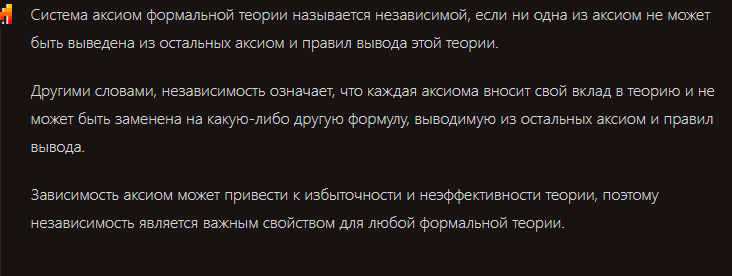 Система аксиом формальной теории называется независимой, если ни одна из аксиом не может
быть выведена из остальных аксиом и правил вывода этой теории.
Другими словами, независимость означает, что каждая аксиома вносит свой вклад в теорию и не
может быть заменена на какую-либо другую формулу, выводимую из остальных аксиом и правил
вывода.
Зависимость аксиом может привести к избыточности и неэффективности теории, поэтому
независимость является важным свойством для любой формальной теории.